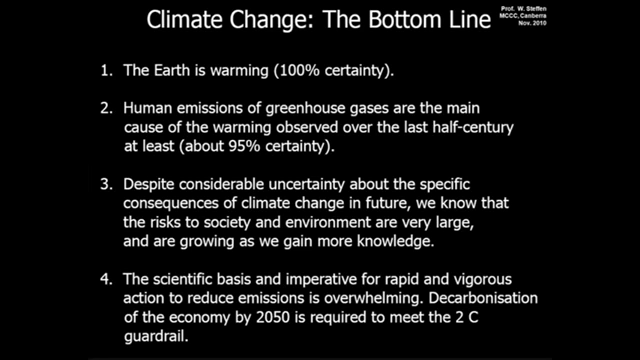 Climate Change: The Bottom Line
Prof. W. Steffen
MCCC, Canberra
Nov. 2010
1. The Earth is warming (100% certainty).
2. Human emissions of greenhouse gases are the main
cause of the warming observed over the last half-century
at least (about 95% certainty).
3. Despite considerable uncertainty about the specific
consequences of climate change in future, we know that
the risks to society and environment are very large,
and are growing as we gain more knowledge.
4. The scientific basis and imperative for rapid and vigorous
action to reduce emissions is overwhelming. Decarbonisation
of the economy by 2050 is required to meet the 2 C
guardrail.